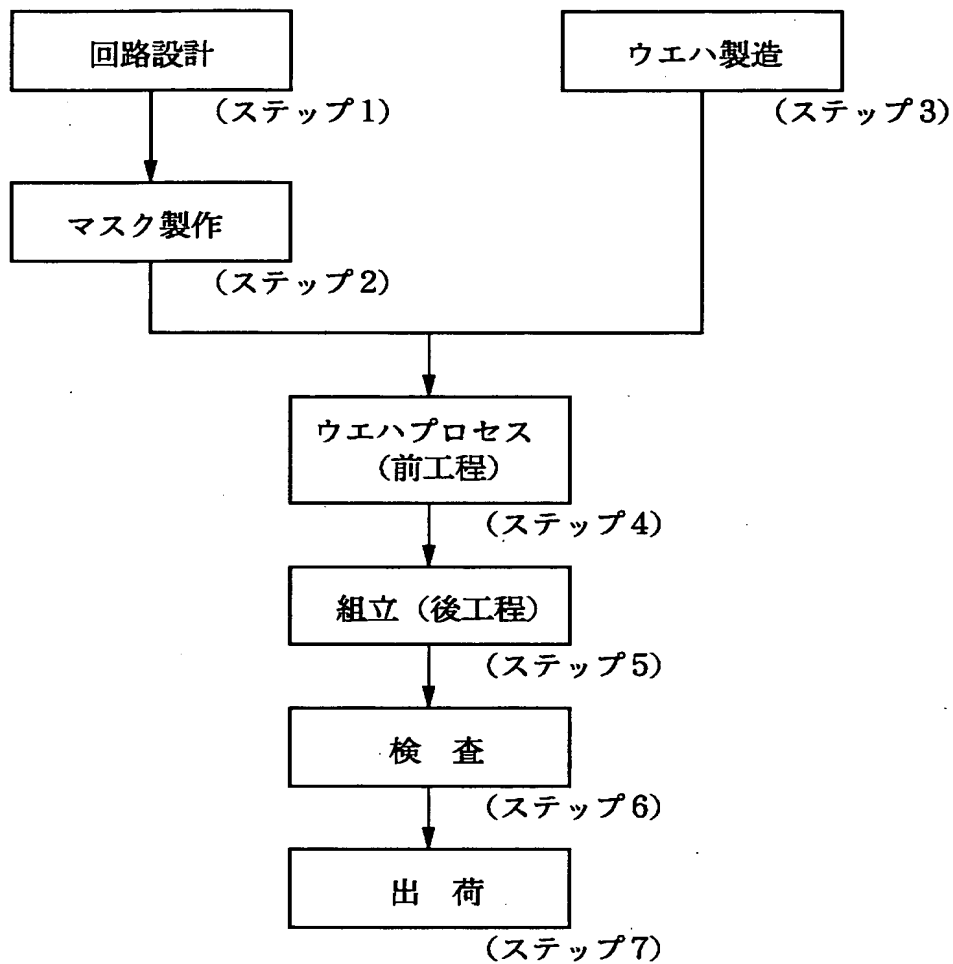 回路設計
(ステップ1)
ウエハ製造
(ステップ3)
マスク製作
(ステップ2)
ウエハプロセス
(前工程)
(ステップ4)
組立(後工程)
(ステップ5)
検 査
(ステップ6)
出 荷
(ステップ7)